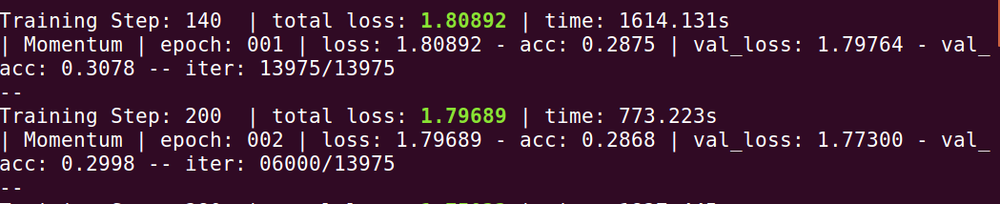 Training Step: 140  | total loss: 1.80892 | time: 1614.131s
| Momentum | epoch: 001 | loss: 1.80892 - acc: 0.2875 | val_loss: 1.79764 - val_
acc: 0.3078 -- iter: 13975/13975
--
Training Step: 200  | total loss: 1.79689 | time: 773.223s
| Momentum | epoch: 002 | loss: 1.79689 - acc: 0.2868 | val_loss: 1.77300 - val_
acc: 0.2998 -- iter: 06000/13975
--